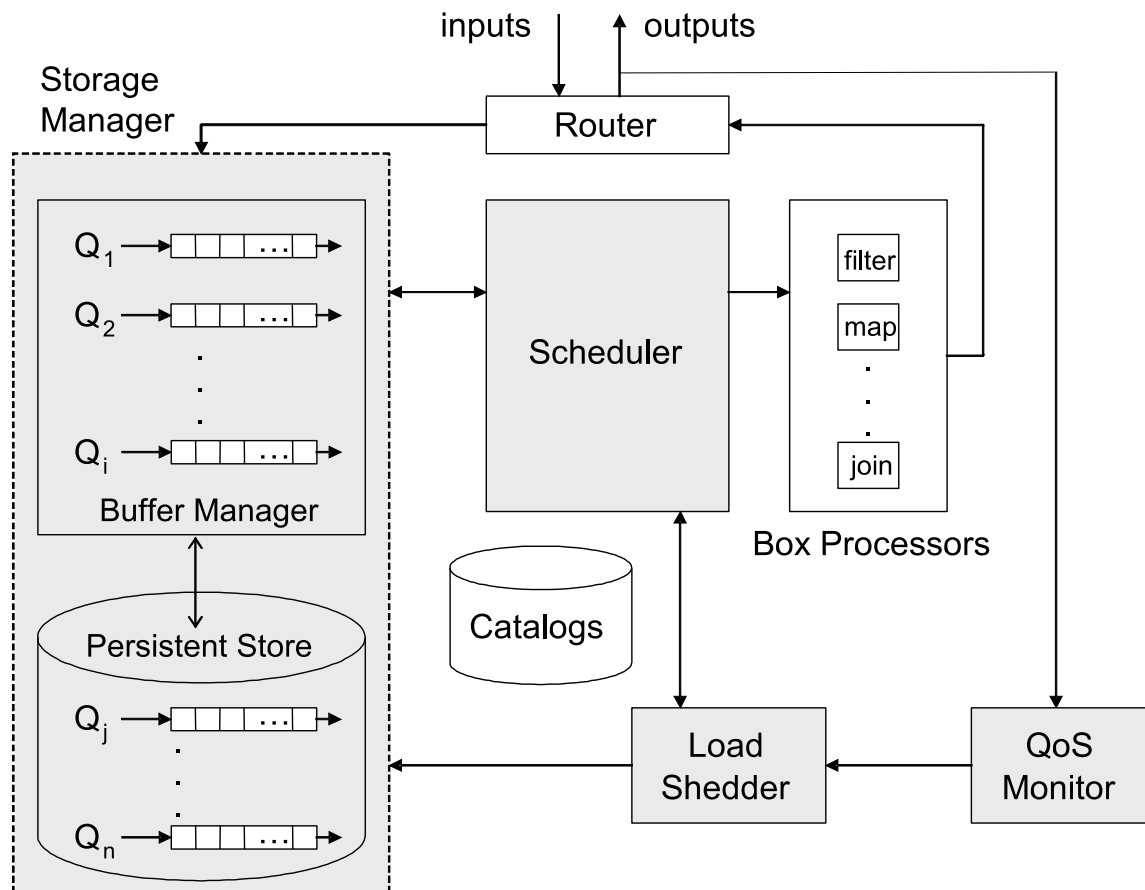 inputs
outputs
Storage
Manager
Router
Q1
...
Q2
...
Qi
...
Buffer Manager
Scheduler
filter
map
join
Box Processors
Persistent Store
Catalogs
Qj
...
Qn
...
Load
Shedder
QoS
Monitor